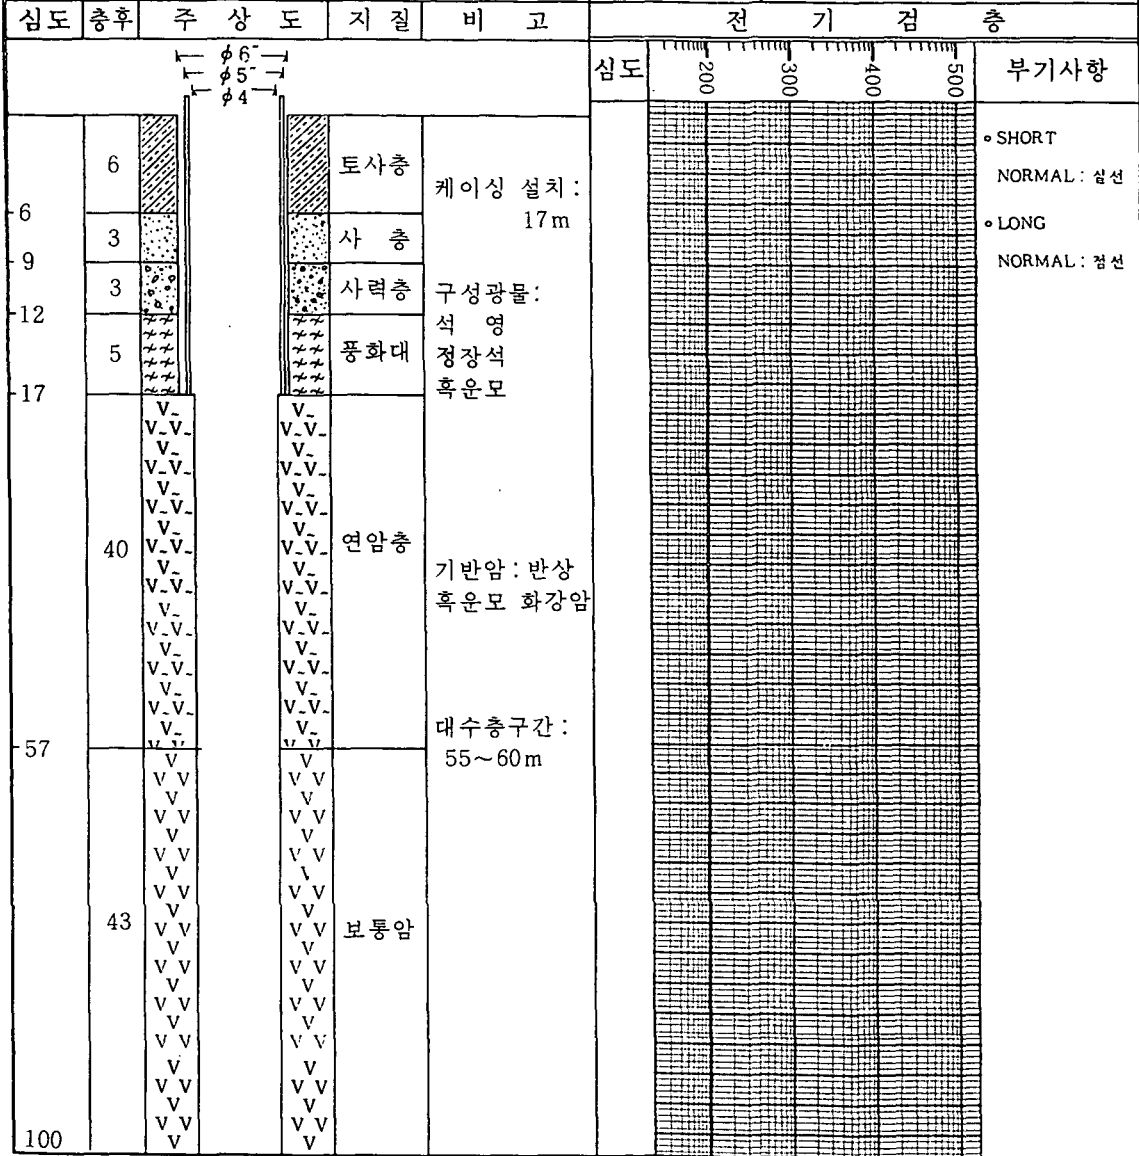 심도 층후 주 상 도 지 질 비 고 전 기 검 층
φ6"
φ5"
φ4
심도 200 300 400 500 부기사항
6 토사층
케이싱 설치:
17m
6
3 사 층
9
3 사력층
12
5 풍화대
17
구성광물:
석 영
정장석
흑운모
40 연암층
기반암: 반상
흑운모 화강암
대수층구간:
55~60m
57
43 보통암
100
∘ SHORT
NORMAL: 실선
∘ LONG
NORMAL: 점선